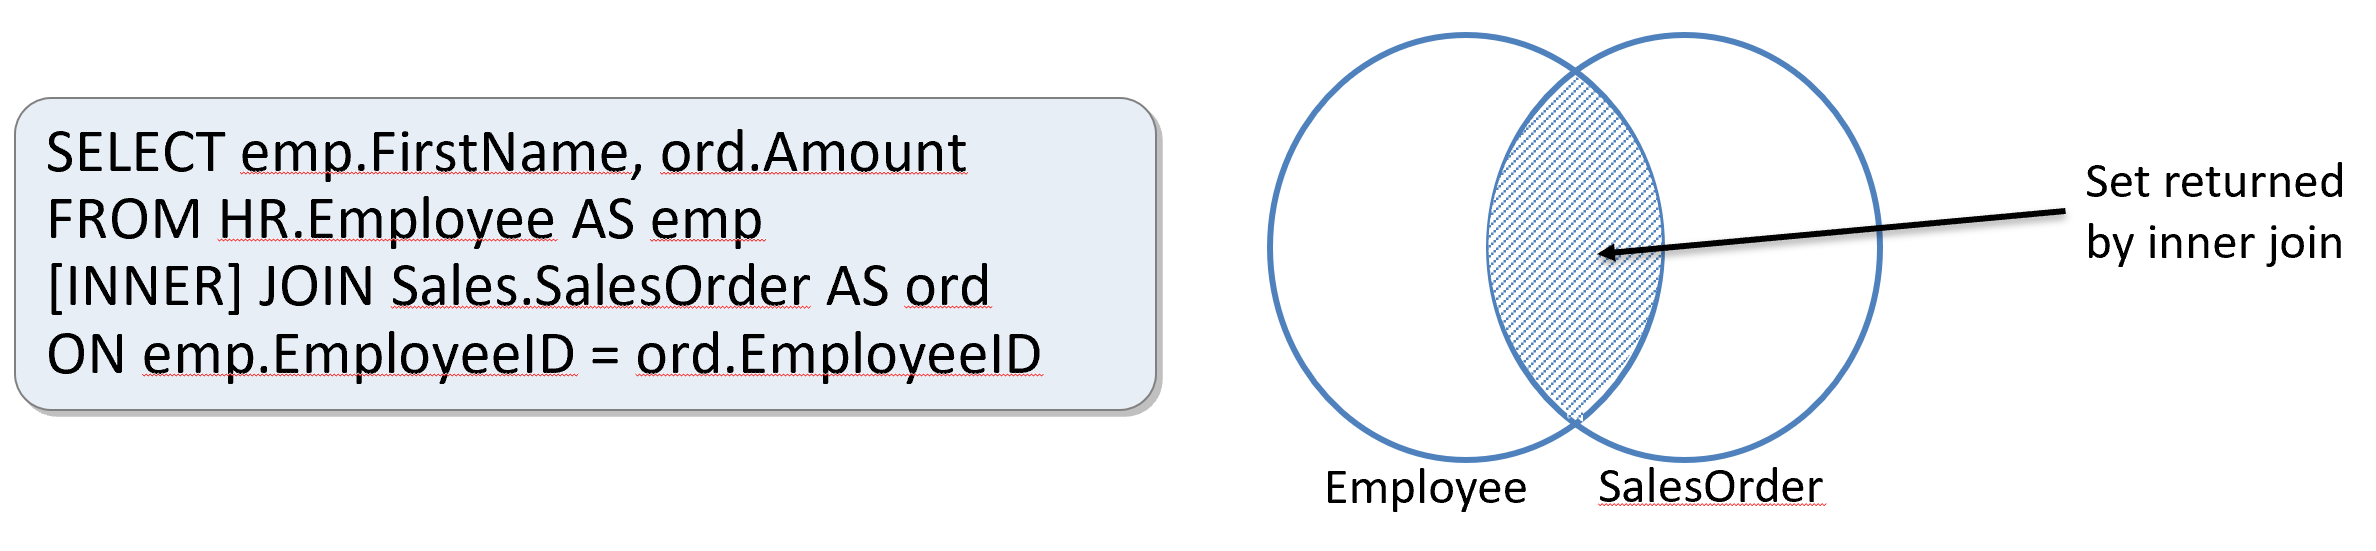 SELECT emp.FirstName, ord.Amount
FROM HR.Employee AS emp
[INNER] JOIN Sales.SalesOrder AS ord
ON emp.EmployeeID = ord.EmployeeID
Set returned
by inner join
Employee
SalesOrder